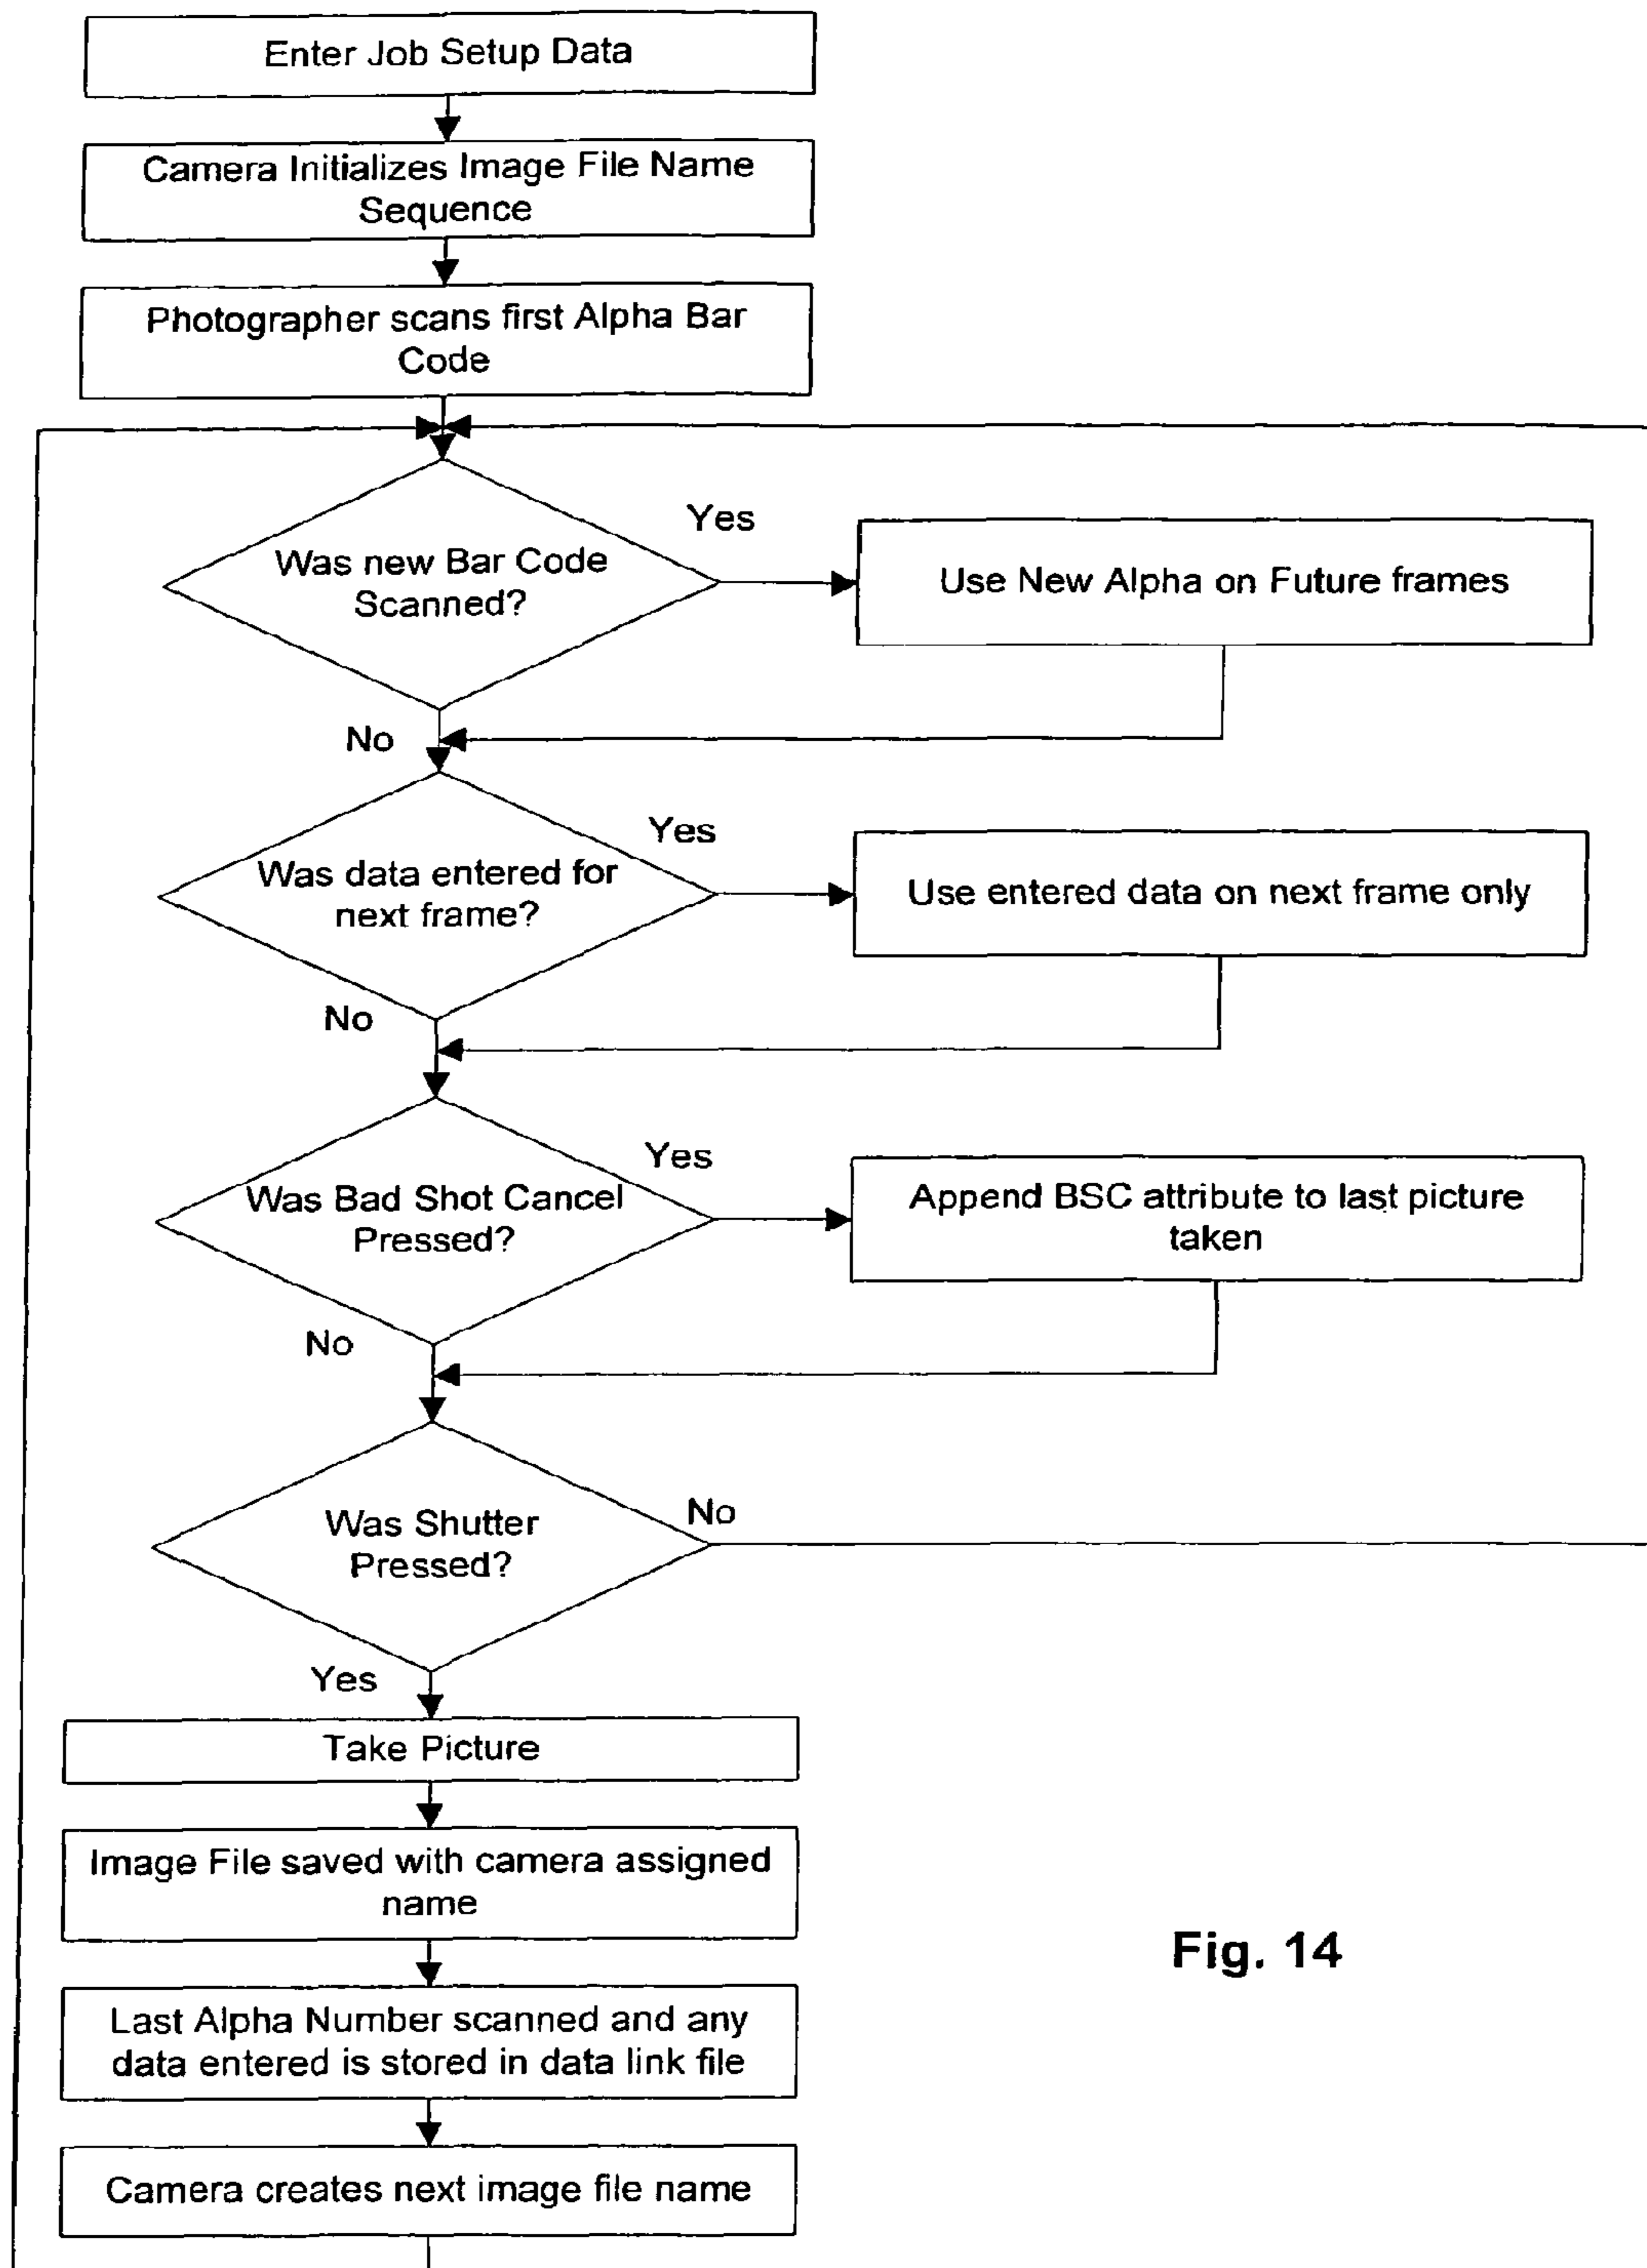 Enter Job Setup Data
Camera Initializes Image File Name
Sequence
Photographer scans first Alpha Bar
Code
Was new Bar Code
Scanned?
Yes
Use New Alpha on Future frames
No
Was data entered for
next frame?
Yes
Use entered data on next frame only
No
Was Bad Shot Cancel
Pressed?
Yes
Append BSC attribute to last picture
taken
No
Was Shutter
Pressed?
No
Yes
Take Picture
Image File saved with camera assigned
name
Last Alpha Number scanned and any
data entered is stored in data link file
Camera creates next image file name
Fig. 14